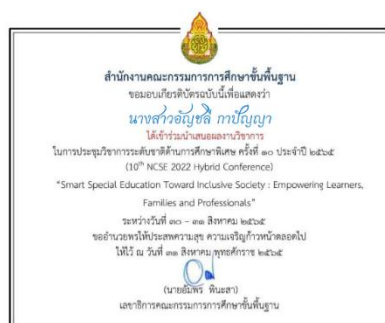 สำนักงานคณะกรรมการการศึกษาขั้นพื้นฐาน
ขอมอบเกียรติบัตรฉบับนี้เพื่อแสดงว่า
นางสาวอัญชลี กาปัญญา
ได้เข้าร่วมนำเสนอผลงานวิชาการ
ในการประชุมวิชาการระดับชาติด้านการศึกษาพิเศษ ครั้งที่ ๑๐ ประจำปี ๒๕๖๕
(10th NCSE 2022 Hybrid Conference)
"Smart Special Education Toward Inclusive Society : Empowering Learners,
Families and Professionals"
ระหว่างวันที่ ๓๐ – ๓๑ สิงหาคม ๒๕๖๕
ขออำนวยพรให้ประสพความสุข ความเจริญก้าวหน้าตลอดไป
ให้ไว้ ณ วันที่ ๓๑ สิงหาคม พุทธศักราช ๒๕๖๕
(นายอัมพร พินะสา)
เลขาธิการคณะกรรมการการศึกษาขั้นพื้นฐาน